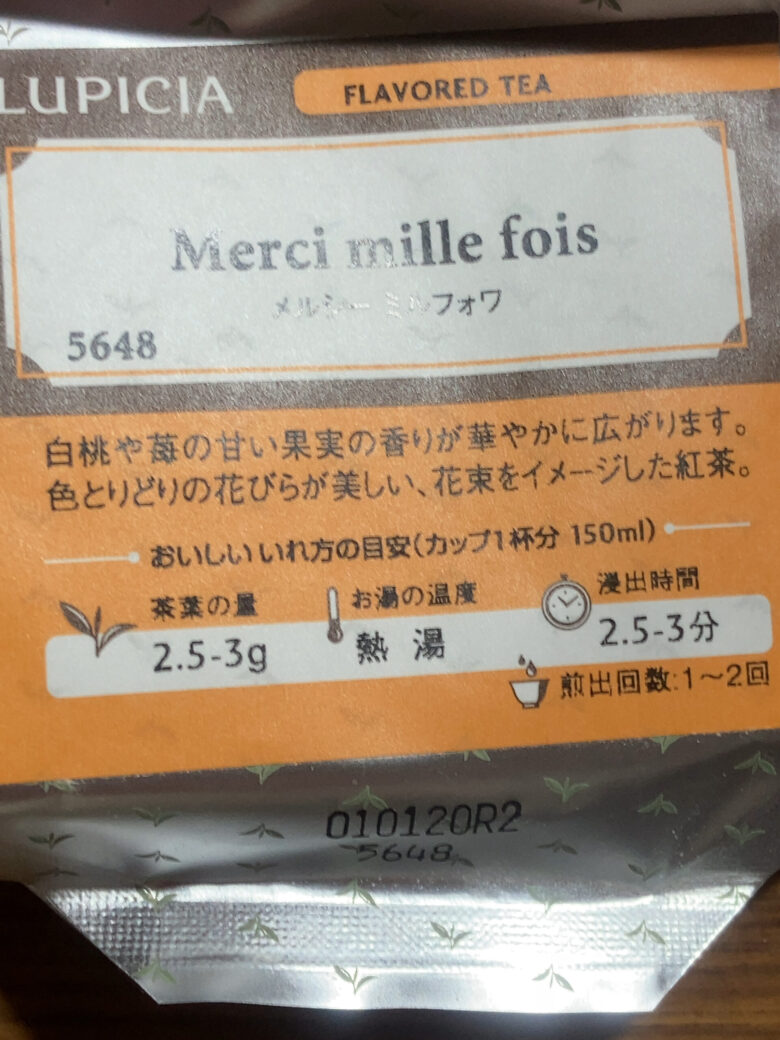 LUPICIA
FLAVORED TEA
Merci mille fois
メルシー ミルフォワ
5648
白桃や苺の甘い果実の香りが華やかに広がります。
色とりどりの花びらが美しい、花束をイメージした紅茶。
おいしいいれ方の目安(カップ1杯分 150ml)
茶葉の量
2.5-3g
お湯の温度
熱湯
浸出時間
2.5-3分
煎出回数:1～2回
010120R2
5648